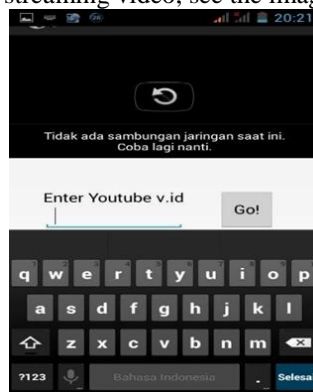 streaming video, see the imag
20:21
Tidak ada sambungan jaringan saat ini.
Coba lagi nanti.
Enter Youtube v.id
Go!
q w e r t y u i o p
a s d f g h j k l
z x c v b n m
?123 Bahasa Indonesia . Selesa